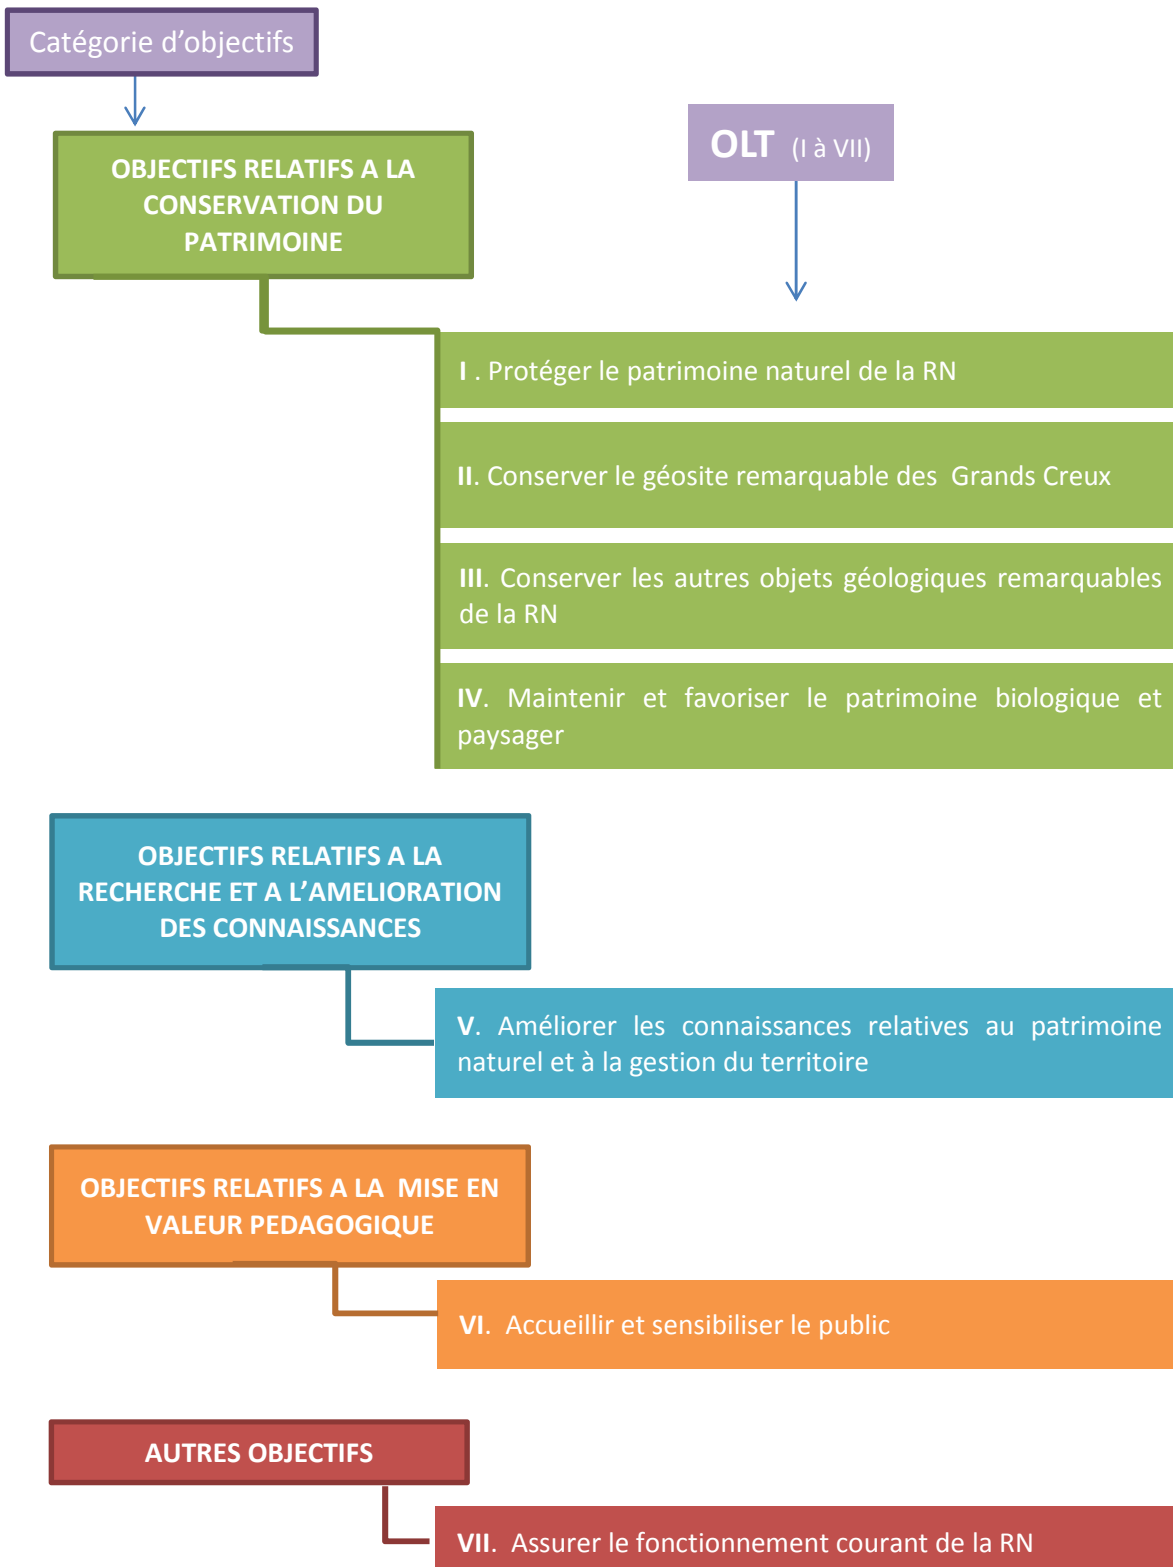 Catégorie d’objectifs
OBJECTIFS RELATIFS A LA
CONSERVATION DU
PATRIMOINE
OLT (I à VII)
I . Protéger le patrimoine naturel de la RN
II. Conserver le géosite remarquable des Grands Creux
III. Conserver les autres objets géologiques remarquables
de la RN
IV. Maintenir et favoriser le patrimoine biologique et
paysager
OBJECTIFS RELATIFS A LA
RECHERCHE ET A L’AMELIORATION
DES CONNAISSANCES
V. Améliorer les connaissances relatives au patrimoine
naturel et à la gestion du territoire
OBJECTIFS RELATIFS A LA MISE EN
VALEUR PEDAGOGIQUE
VI. Accueillir et sensibiliser le public
AUTRES OBJECTIFS
VII. Assurer le fonctionnement courant de la RN